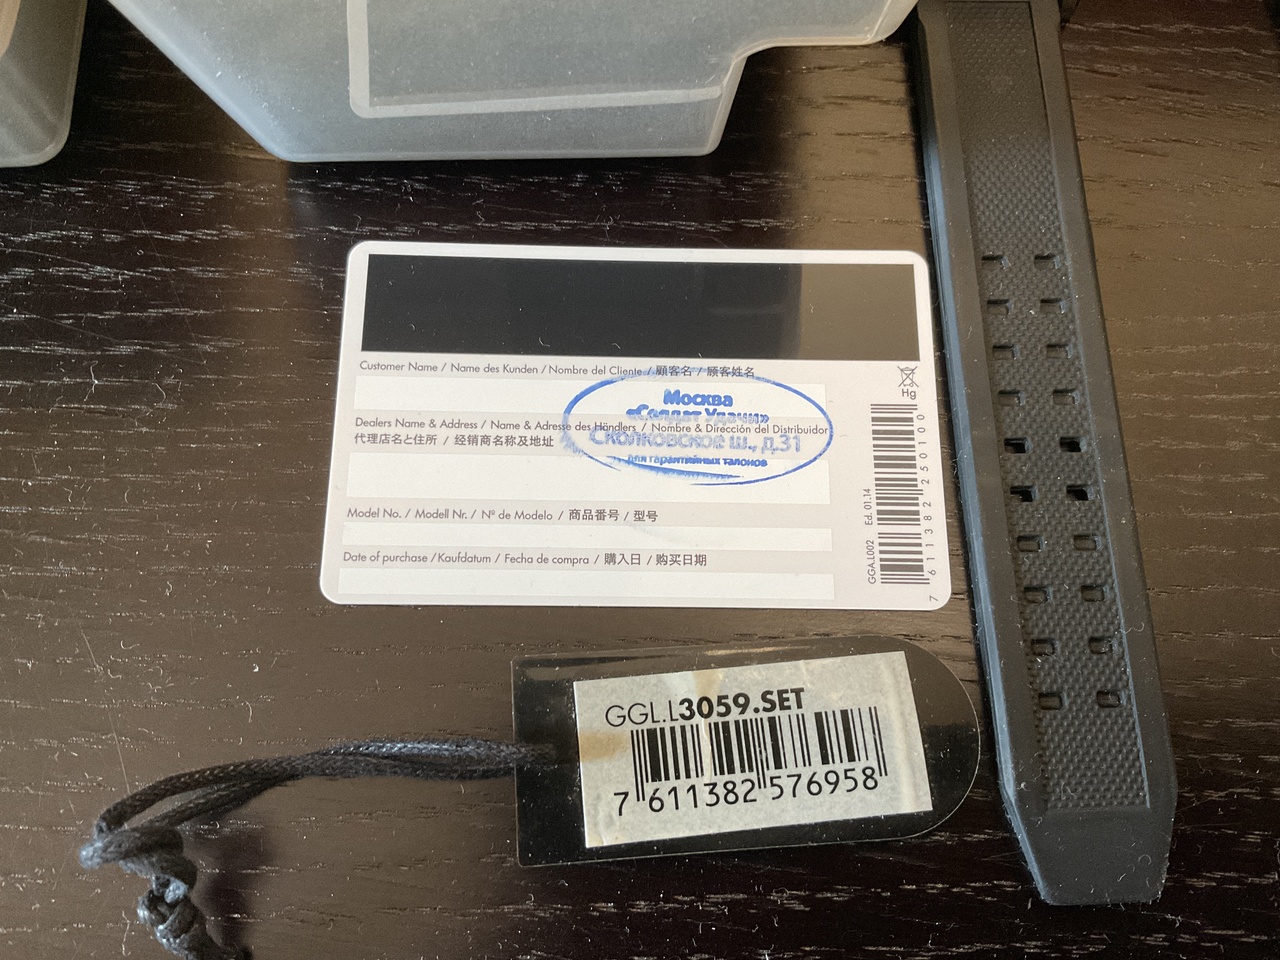 Customer Name / Name des Kunden / Nombre del Cliente / 顧客名 / 顾客姓名
Москва
«Солдат Удачи»
Сколковское ш., д.31
для гарантийных талонов
Dealers Name & Address / Name & Adresse des Händlers / Nombre & Dirección del Distribuidor
代理店名と住所 / 经销商名称及地址
Model No. / Modell Nr. / Nº de Modelo / 商品番号 / 型号
Date of purchase / Kaufdatum / Fecha de compra / 購入日 / 购买日期
Hg
GGA.L002 Ed. 01.14
7 611382 250100
GGL.L3059.SET
7 611382 576958